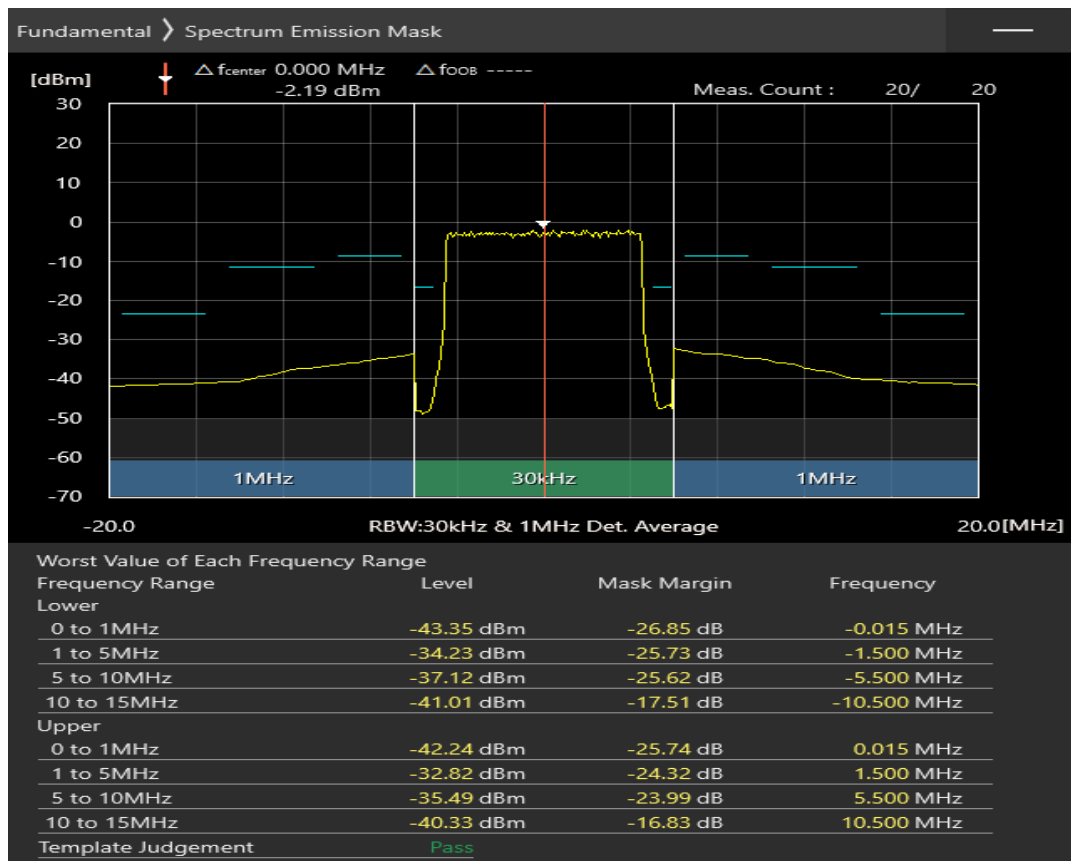 Fundamental ❯ Spectrum Emission Mask
[dBm] △ fcenter 0.000 MHz △ fOOB -----
-2.19 dBm Meas. Count : 20/ 20
30
20
10
0
-10
-20
-30
-40
-50
-60
-70
1MHz 30kHz 1MHz
-20.0 RBW:30kHz & 1MHz Det. Average 20.0[MHz]
Worst Value of Each Frequency Range
Frequency Range Level Mask Margin Frequency
Lower
0 to 1MHz -43.35 dBm -26.85 dB -0.015 MHz
1 to 5MHz -34.23 dBm -25.73 dB -1.500 MHz
5 to 10MHz -37.12 dBm -25.62 dB -5.500 MHz
10 to 15MHz -41.01 dBm -17.51 dB -10.500 MHz
Upper
0 to 1MHz -42.24 dBm -25.74 dB 0.015 MHz
1 to 5MHz -32.82 dBm -24.32 dB 1.500 MHz
5 to 10MHz -35.49 dBm -23.99 dB 5.500 MHz
10 to 15MHz -40.33 dBm -16.83 dB 10.500 MHz
Template Judgement Pass